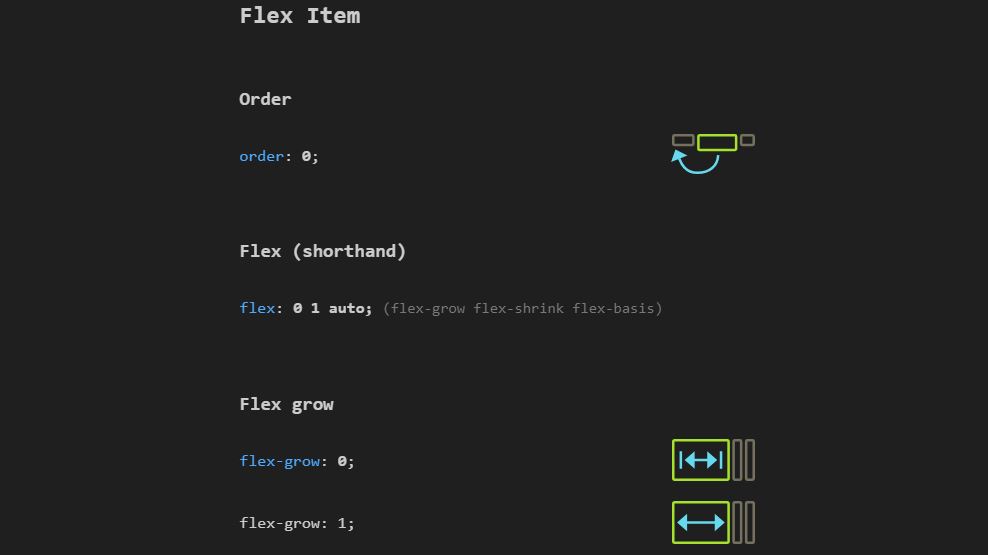 Flex Item
Order
order: 0;
Flex (shorthand)
flex: 0 1 auto; (flex-grow flex-shrink flex-basis)
Flex grow
flex-grow: 0;
flex-grow: 1;